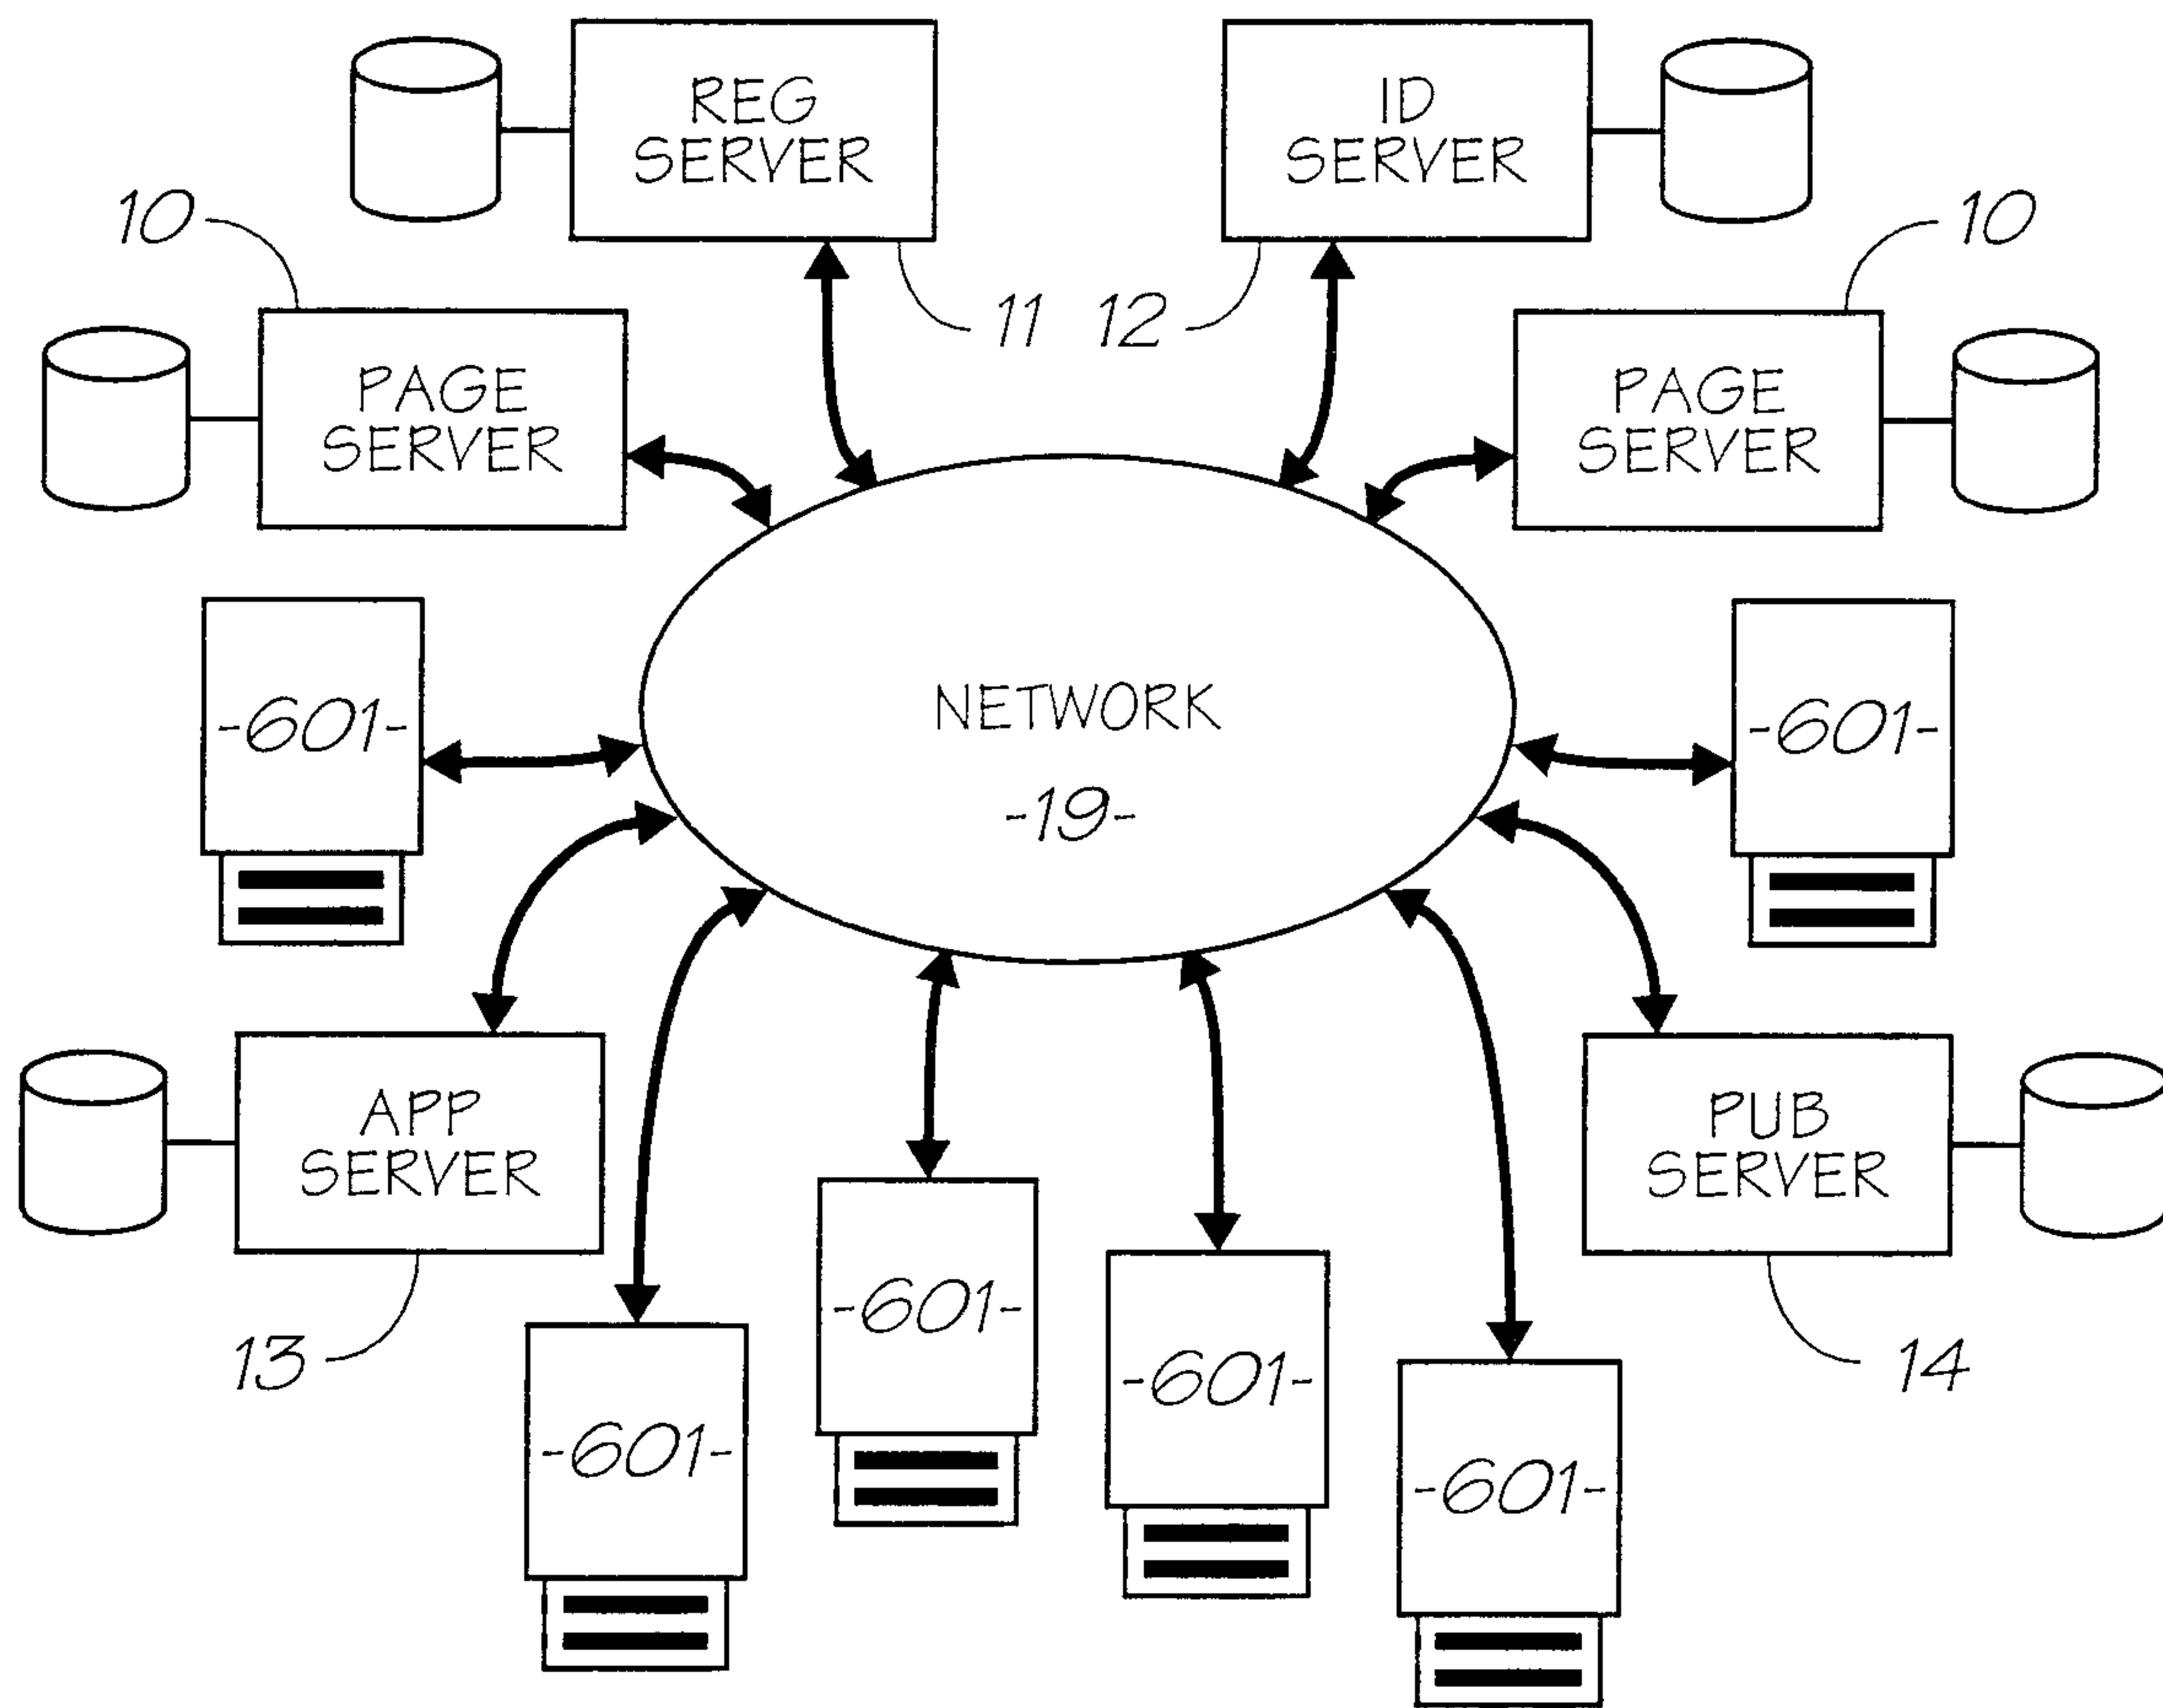 REG
SERVER
ID
SERVER
10
10
11
12
PAGE
SERVER
PAGE
SERVER
-601-
NETWORK
-19-
-601-
APP
SERVER
PUB
SERVER
13
-601-
-601-
-601-
-601-
14